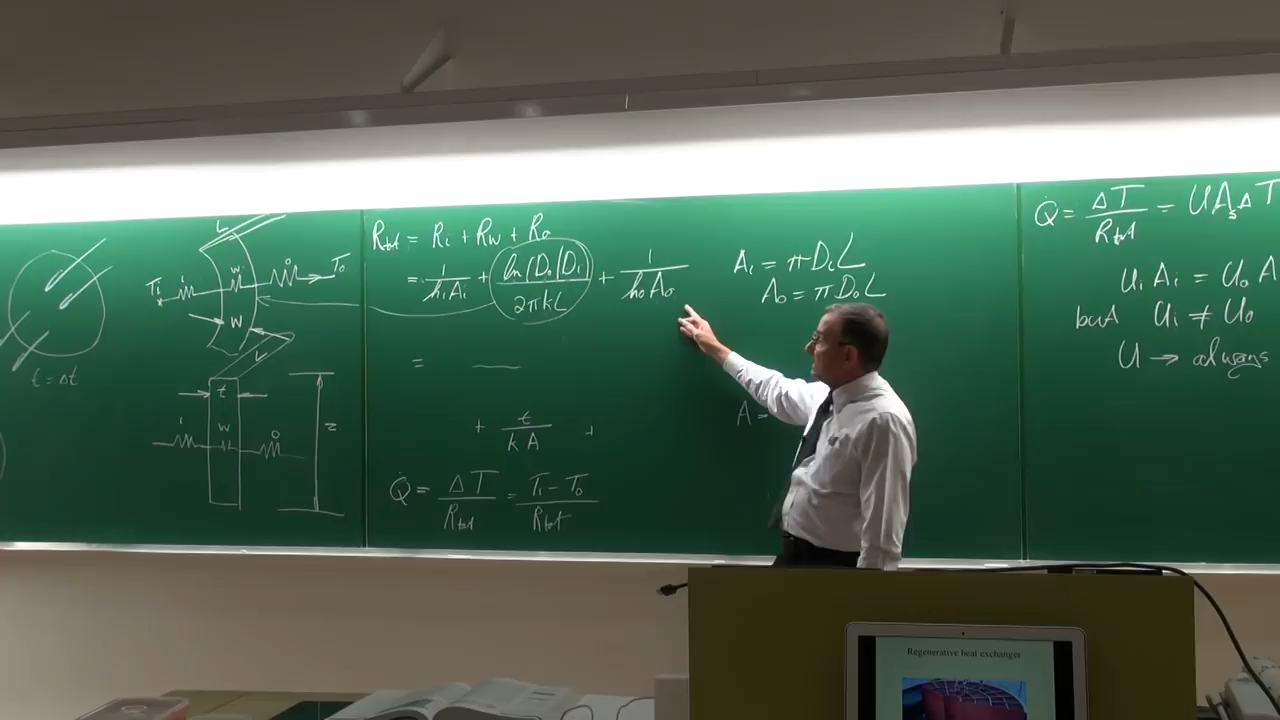 L
Ti i w o To
W
L
t = Δt
t
i w o
z
Rtot = Ri + Rw + Ro
= 1/(hiAi) + ln(Do/Di)/(2πkL) + 1/(hoAo)
= —
+ t/(kA) +
Q̇ = ΔT/Rtot = (Ti - To)/Rtot
Ai = πDiL
Ao = πDoL
A =
Q̇ = ΔT/Rtot = UAsΔT
UiAi = UoA
but Ui ≠ Uo
U → always
Regenerative heat exchanger